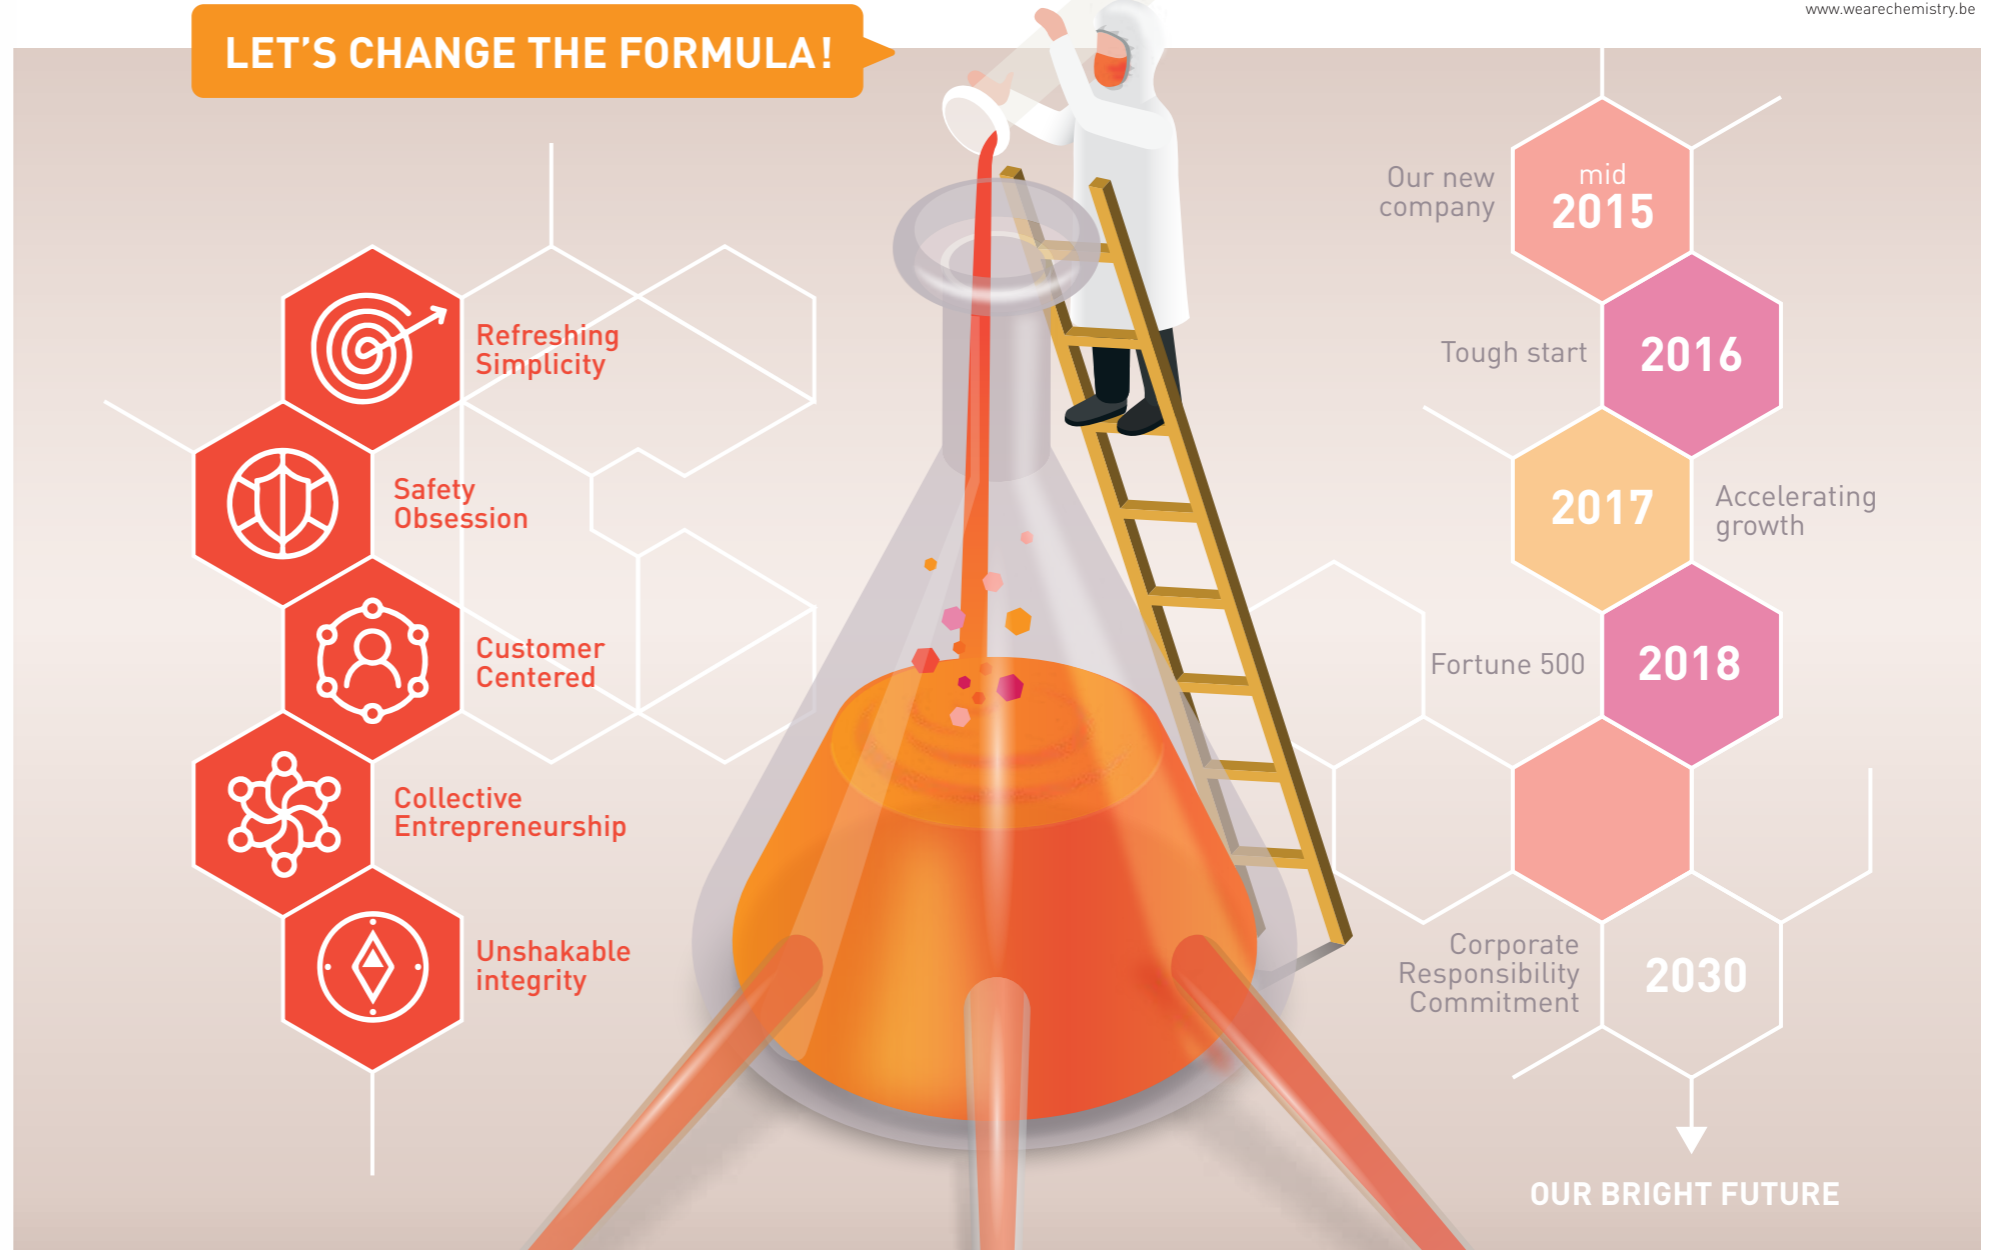 www.wearechemistry.be
LET'S CHANGE THE FORMULA!
Refreshing
Simplicity
Safety
Obsession
Customer
Centered
Collective
Entrepreneurship
Unshakable
integrity
Our new
company
mid
2015
Tough start
2016
2017
Accelerating
growth
Fortune 500
2018
Corporate
Responsibility
Commitment
2030
OUR BRIGHT FUTURE